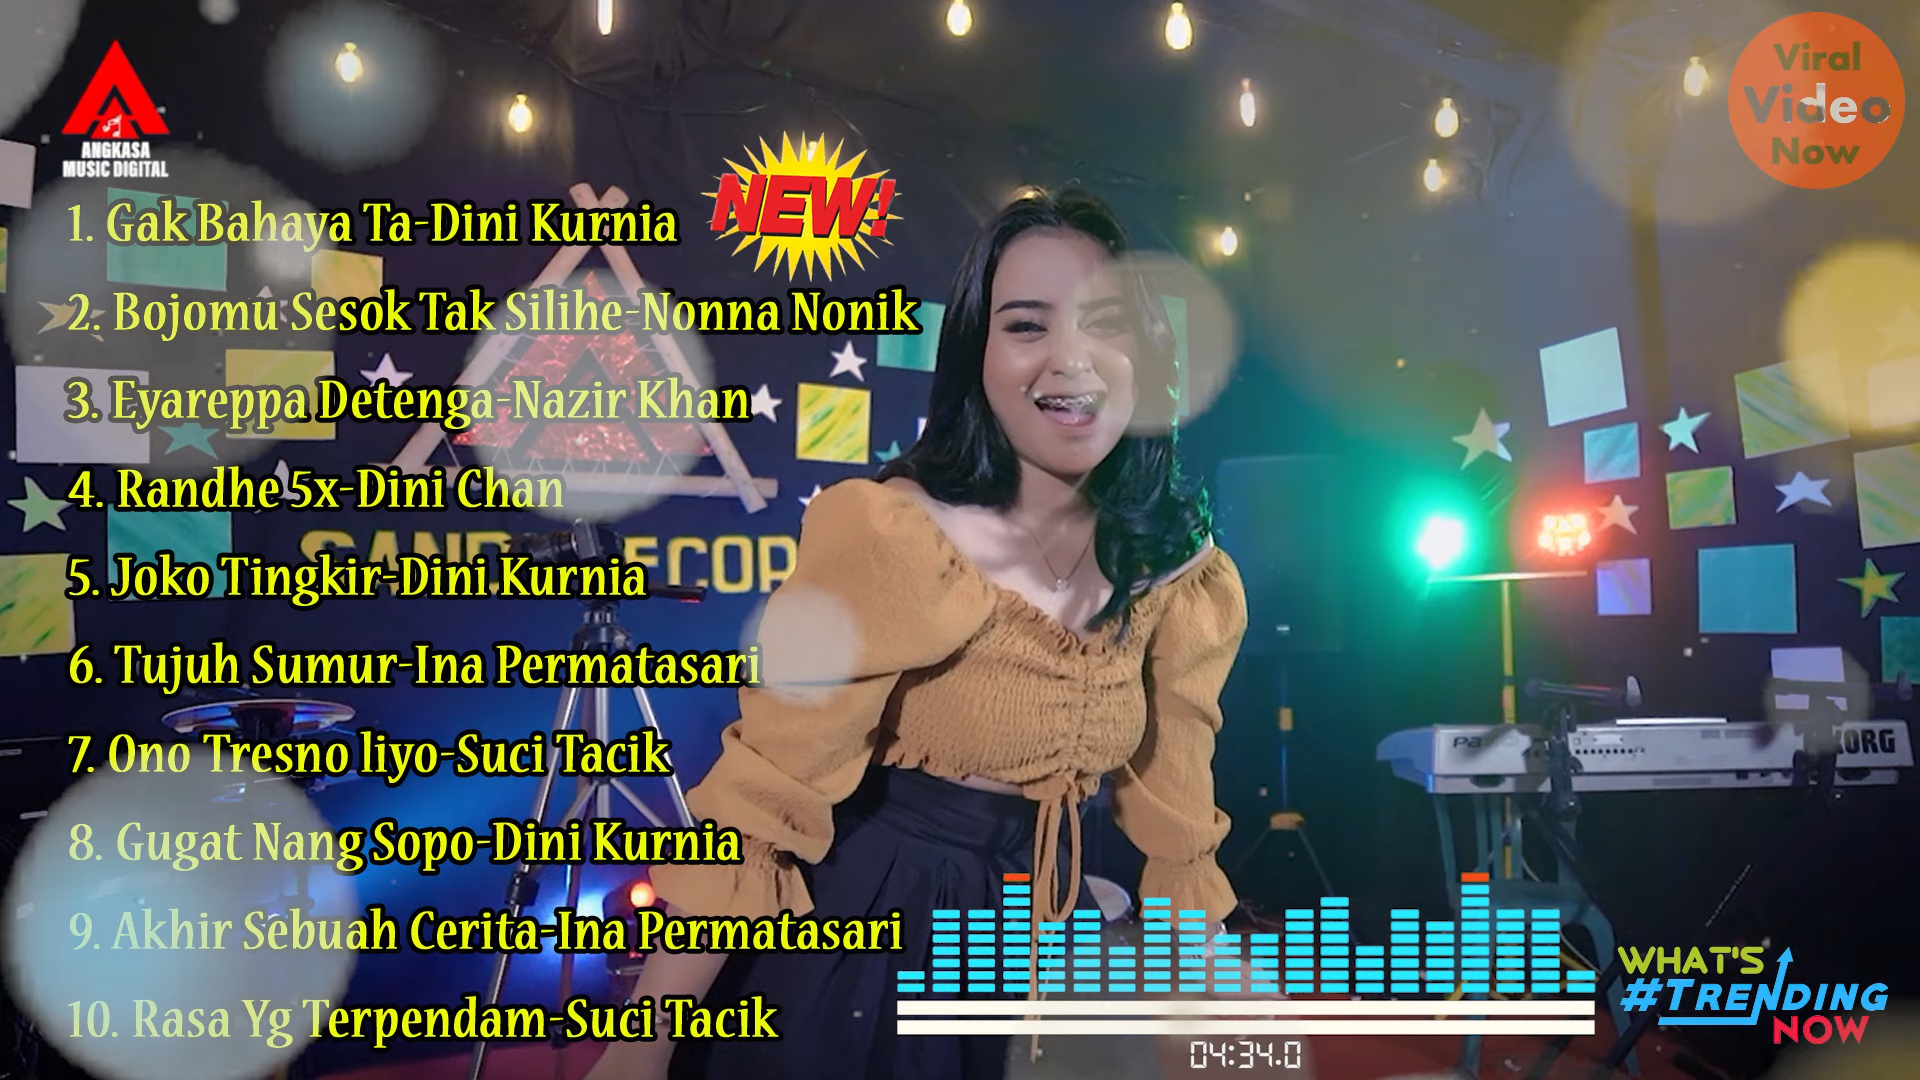 ANGKASA
MUSIC DIGITAL
Viral
Video
Now
NEW!
1. Gak Bahaya Ta-Dini Kurnia
2. Bojomu Sesok Tak Silihe-Nonna Nonik
3. Eyareppa Detenga-Nazir Khan
4. Randhe 5x-Dini Chan
5. Joko Tingkir-Dini Kurnia
6. Tujuh Sumur-Ina Permatasari
7. Ono Tresno liyo-Suci Tacik
8. Gugat Nang Sopo-Dini Kurnia
9. Akhir Sebuah Cerita-Ina Permatasari
10. Rasa Yg Terpendam-Suci Tacik
KORG
WHAT'S
#TRENDING
NOW
04:34.0